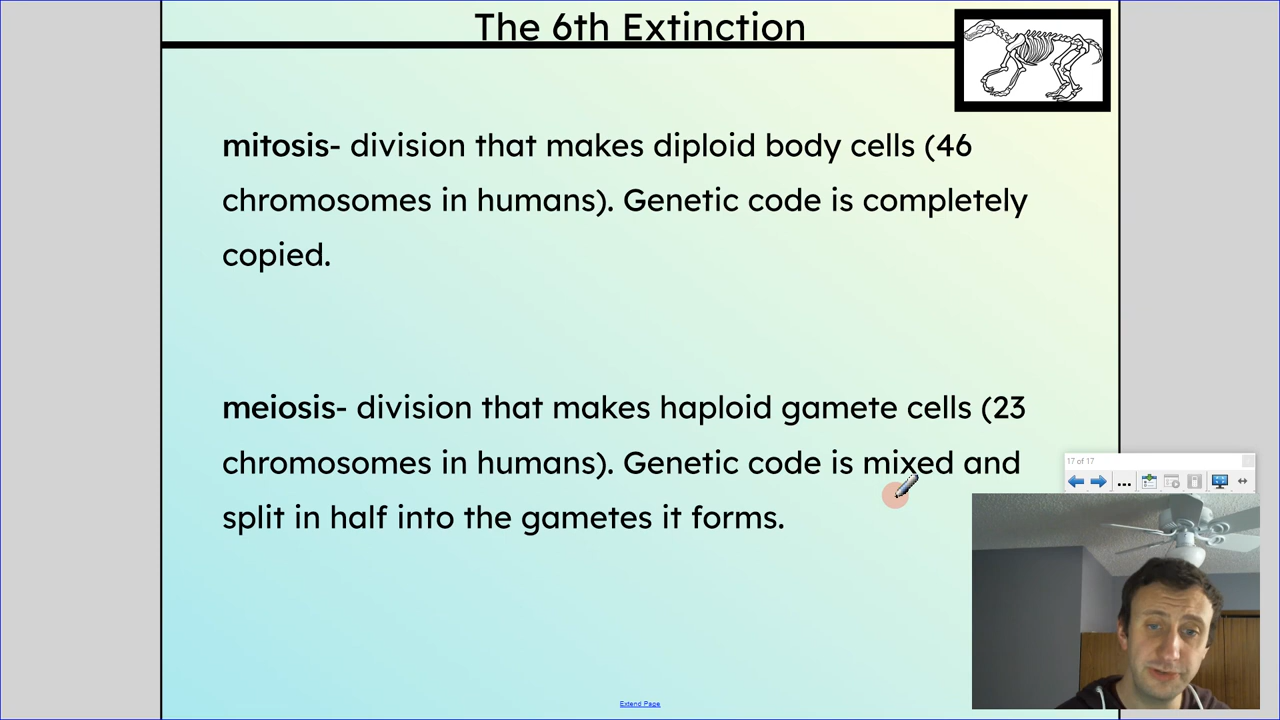 The 6th Extinction
mitosis- division that makes diploid body cells (46
chromosomes in humans). Genetic code is completely
copied.
meiosis- division that makes haploid gamete cells (23
chromosomes in humans). Genetic code is mixed and
split in half into the gametes it forms.
17 of 17
...
Extend Page